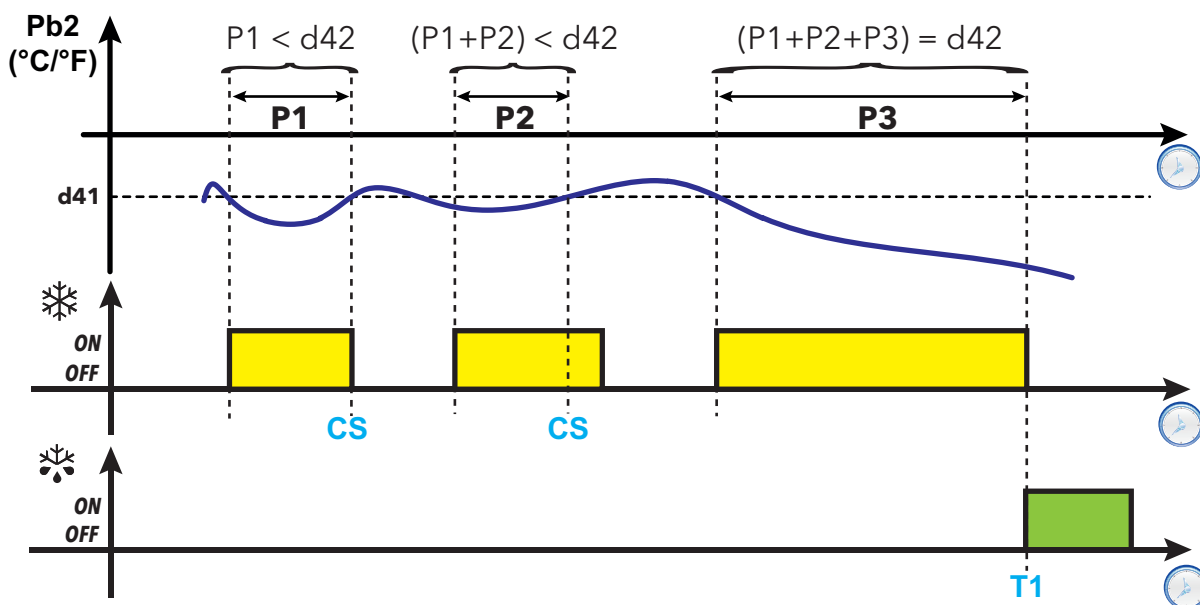 Pb2
(°C/°F)
P1 < d42
(P1+P2) < d42
(P1+P2+P3) = d42
P1
P2
P3
d41
ON
OFF
CS
CS
ON
OFF
T1